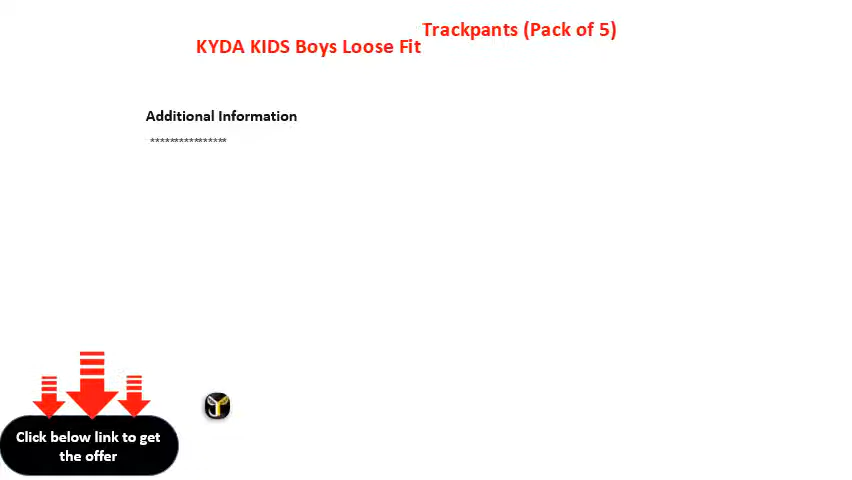 KYDA KIDS Boys Loose Fit Trackpants (Pack of 5)
Additional Information
****************
Click below link to get
the offer